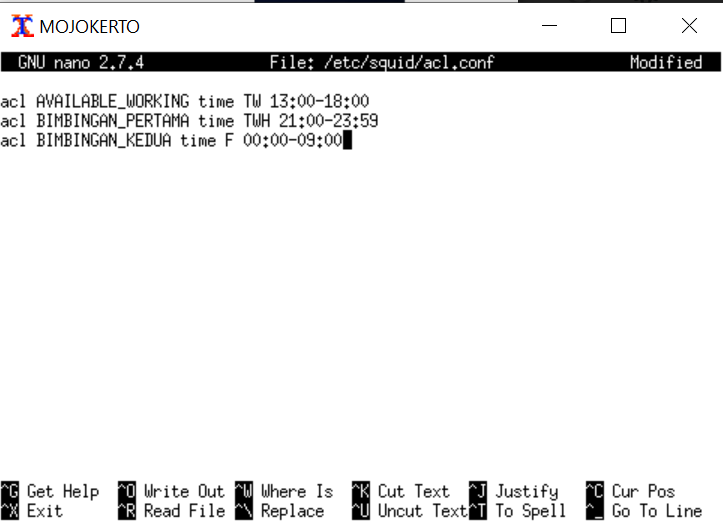 MOJOKERTO
GNU nano 2.7.4 File: /etc/squid/acl.conf Modified
acl AVAILABLE_WORKING time TW 13:00-18:00
acl BIMBINGAN_PERTAMA time TWH 21:00-23:59
acl BIMBINGAN_KEDUA time F 00:00-09:00
^G Get Help ^O Write Out ^W Where Is ^K Cut Text ^J Justify ^C Cur Pos
^X Exit ^R Read File ^\ Replace ^U Uncut Text ^T To Spell ^_ Go To Line